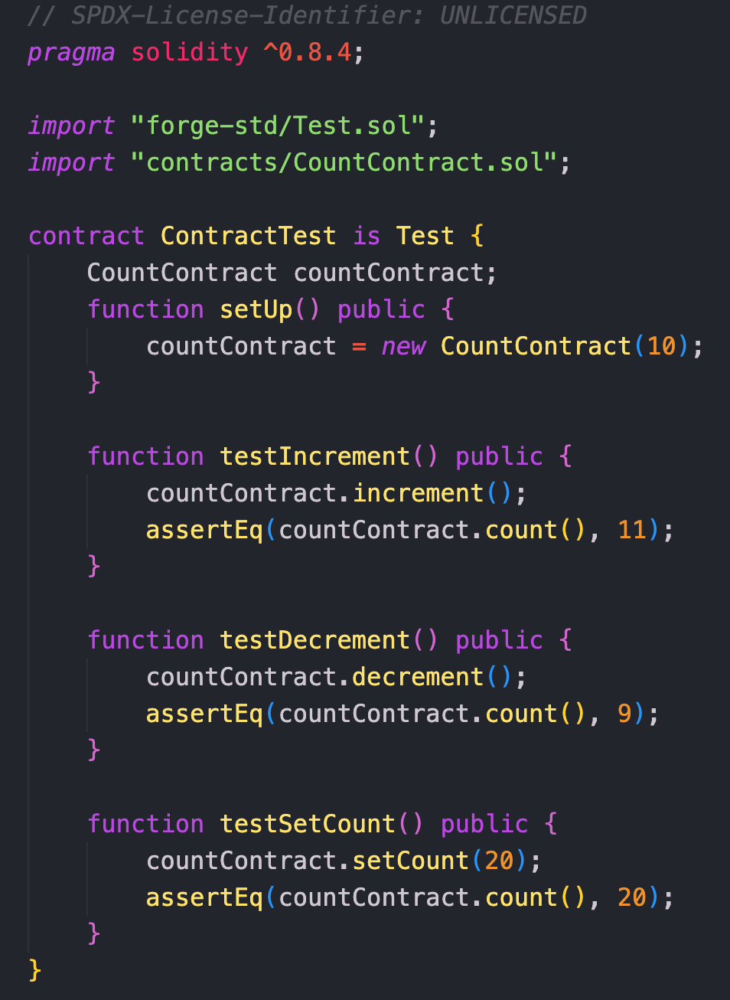 // SPDX-License-Identifier: UNLICENSED
pragma solidity ^0.8.4;
import "forge-std/Test.sol";
import "contracts/CountContract.sol";
contract ContractTest is Test {
    CountContract countContract;
    function setUp() public {
        countContract = new CountContract(10);
    }
    function testIncrement() public {
        countContract.increment();
        assertEq(countContract.count(), 11);
    }
    function testDecrement() public {
        countContract.decrement();
        assertEq(countContract.count(), 9);
    }
    function testSetCount() public {
        countContract.setCount(20);
        assertEq(countContract.count(), 20);
    }
}